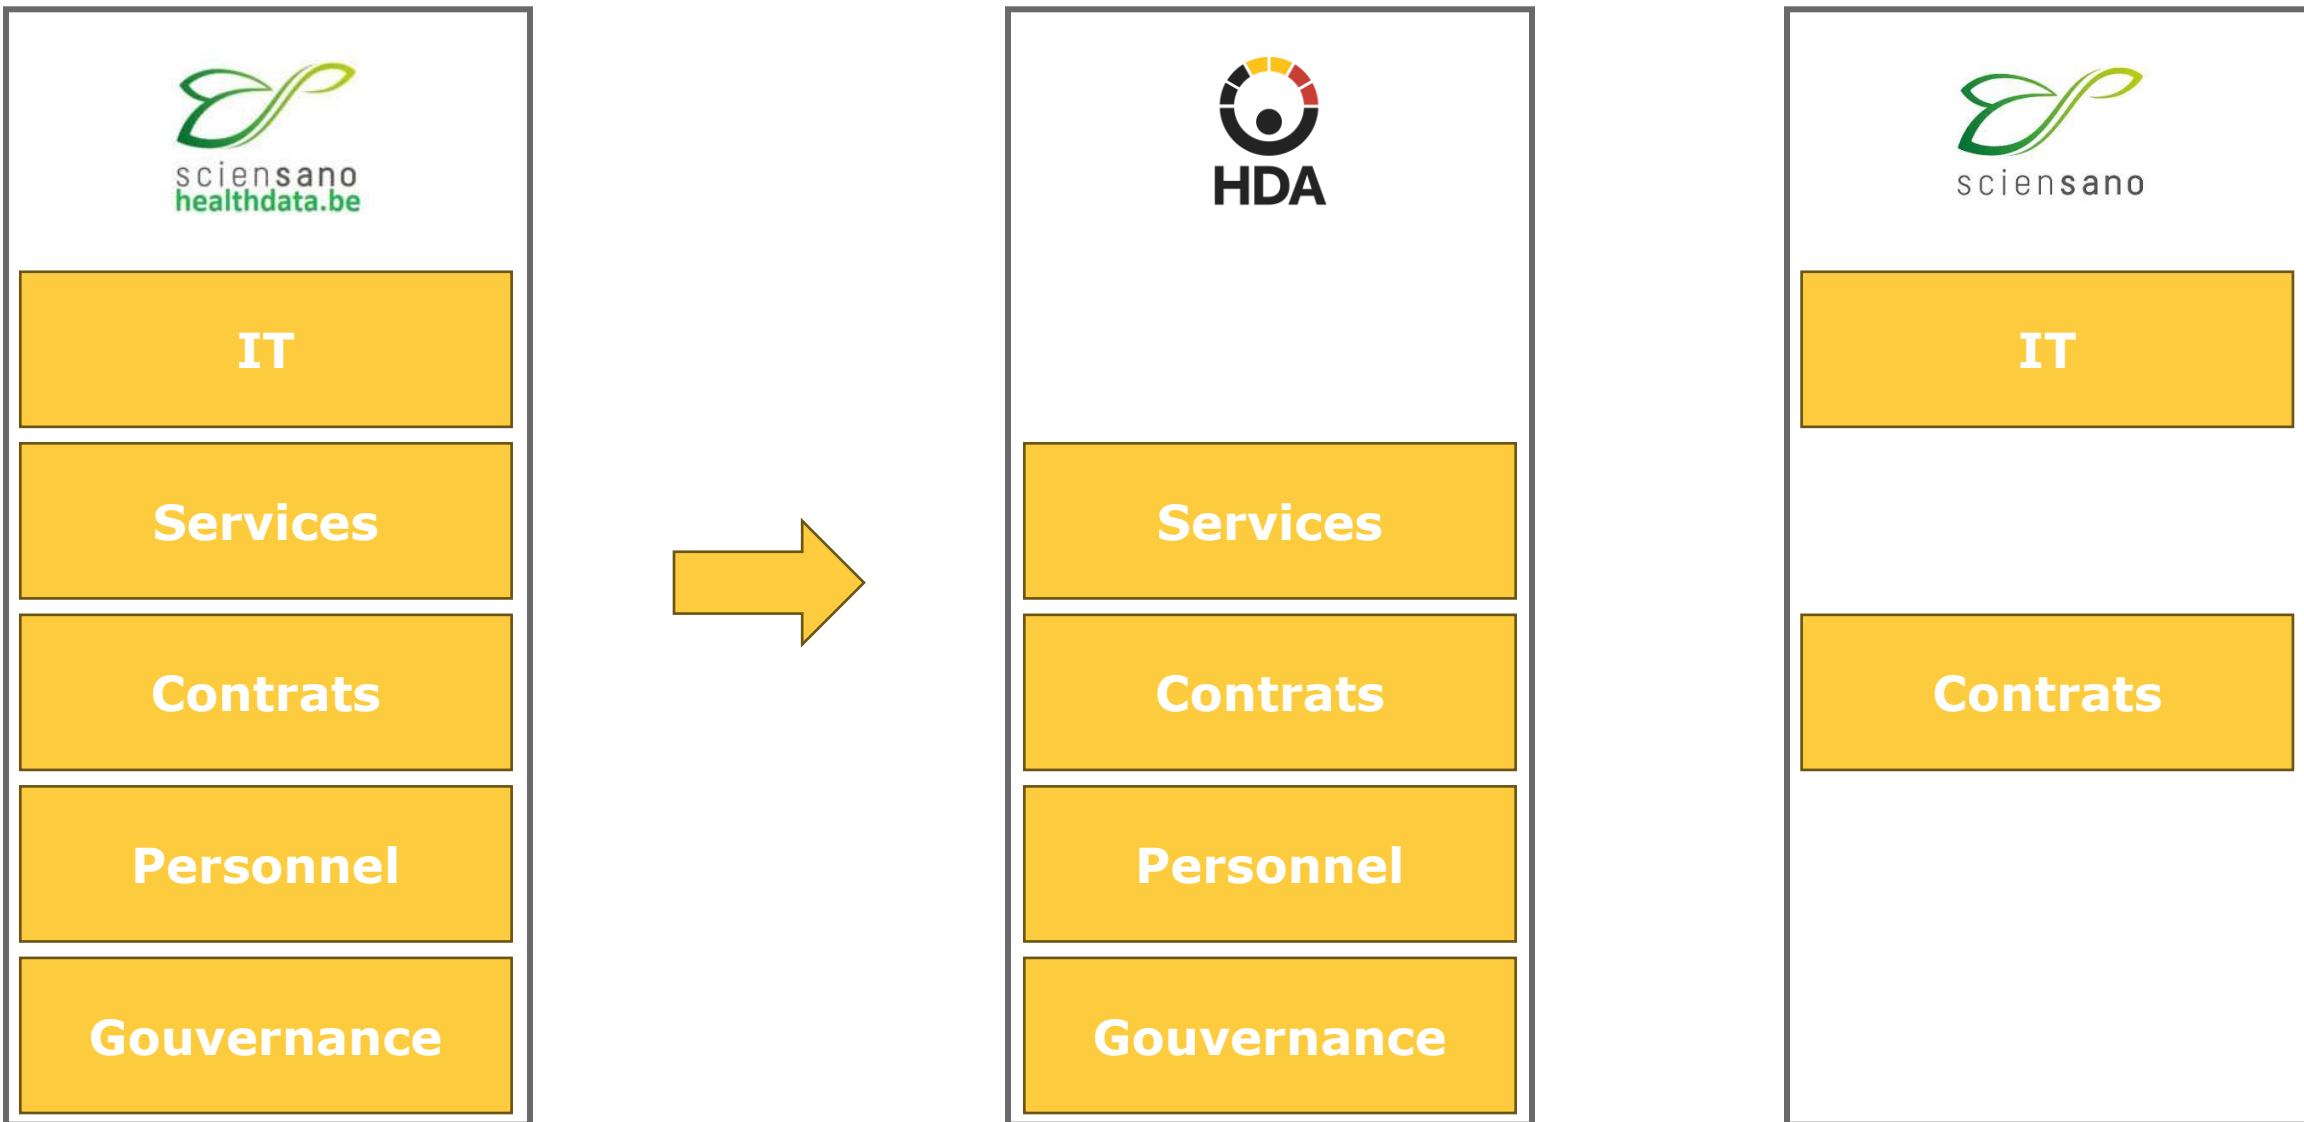 sciensano
healthdata.be
IT
Services
Contrats
Personnel
Gouvernance
HDA
Services
Contrats
Personnel
Gouvernance
sciensano
IT
Contrats